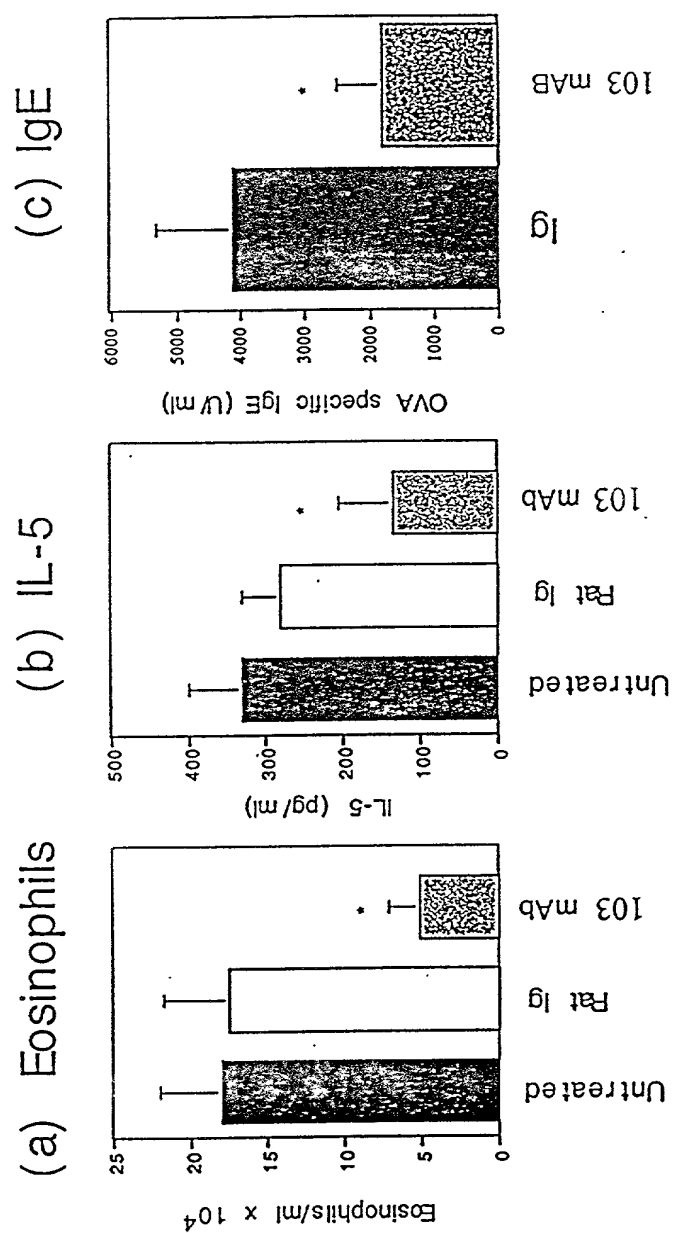 (a) Eosinophils
Eosinophils/ml x 10⁴
25
20
15
10
5
0
Untreated
Rat Ig
*
103 mAb
(b) IL-5
IL-5 (pg/ml)
500
400
300
200
100
0
Untreated
Rat Ig
*
103 mAb
(c) IgE
OVA specific IgE (U/ml)
6000
5000
4000
3000
2000
1000
0
Ig
*
103 mAB